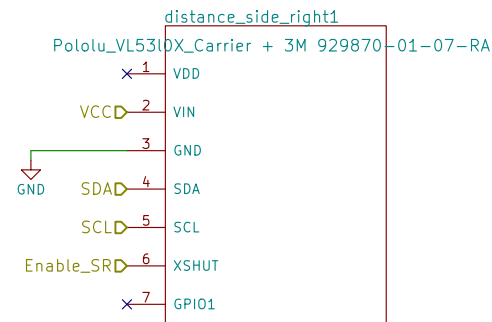 distance_side_right1
Pololu_VL53l0X_Carrier + 3M 929870-01-07-RA
1 VDD
VCC 2 VIN
3 GND
GND
SDA 4 SDA
SCL 5 SCL
Enable_SR 6 XSHUT
7 GPIO1